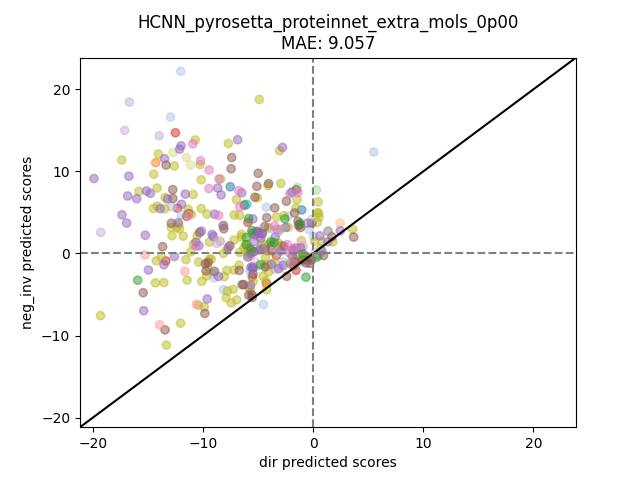 HCNN_pyrosetta_proteinnet_extra_mols_0p00
MAE: 9.057
neg_inv predicted scores
20
10
0
−10
−20
−20 −10 0 10 20
dir predicted scores